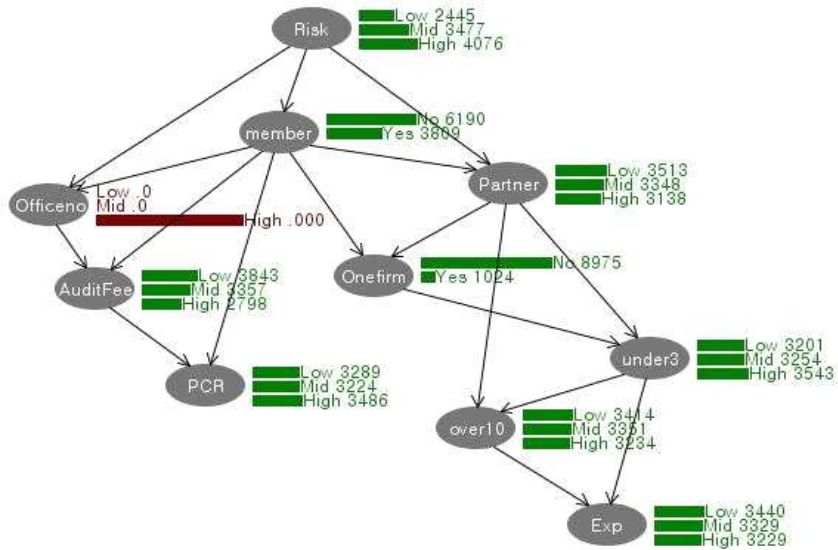 Risk
Low 2445
Mid 3477
High 4076
member
No 6190
Yes 3809
Partner
Low 3513
Mid 3348
High 3138
Officeno
Low .0
Mid .0
High .000
Onefirm
No 8975
Yes 1024
AuditFee
Low 3843
Mid 3357
High 2798
under3
Low 3201
Mid 3254
High 3543
PCR
Low 3289
Mid 3224
High 3486
over10
Low 3414
Mid 3351
High 3234
Exp
Low 3440
Mid 3329
High 3229